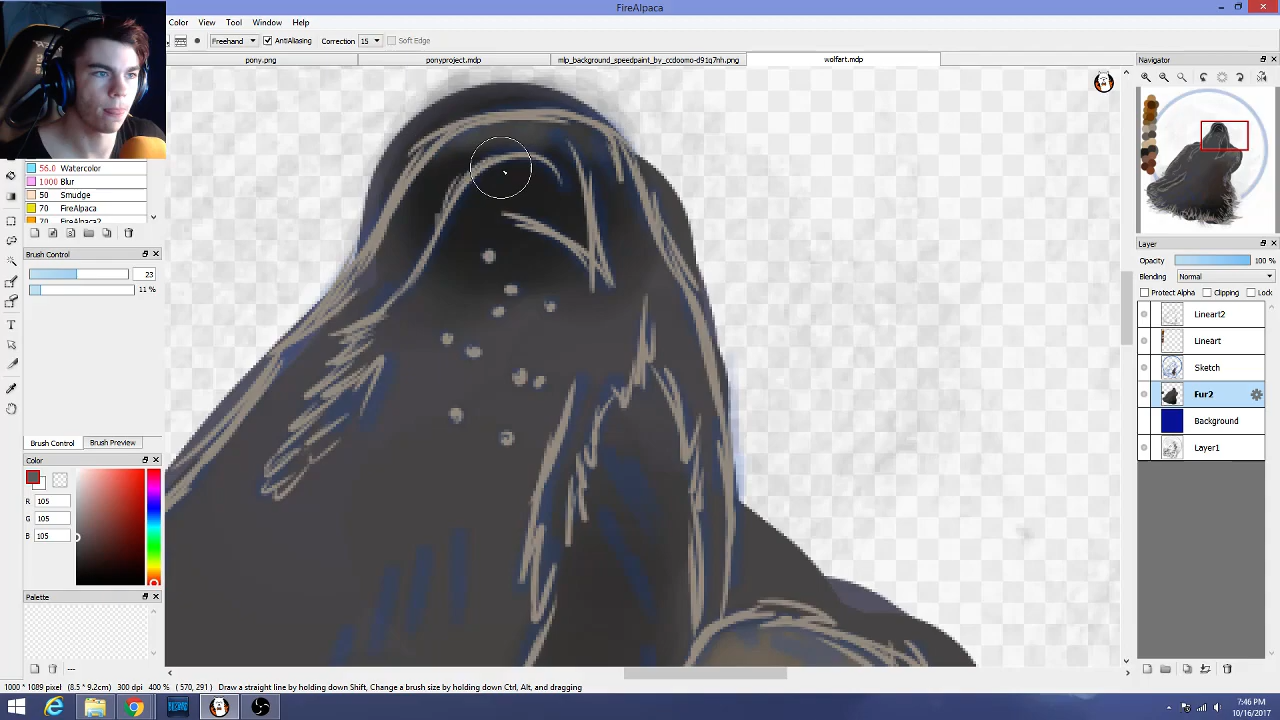 FireAlpaca
Color View Tool Window Help
Freehand AntiAliasing Correction 15 Soft Edge
pony.png ponyproject.mdp mlp_background_speedpaint_by_ccdoomo-d91q7nh.png wolfart.mdp
Navigator
56.0 Watercolor
1000 Blur
50 Smudge
70 FireAlpaca
70 FireAlpaca2
Brush Control
23
11 %
Brush Control Brush Preview
Color
R 105
G 105
B 105
Palette
---
Layer
Opacity 100 %
Blending Normal
Protect Alpha Clipping Lock
Lineart2
Lineart
Sketch
Fur2
Background
Layer1
1000 * 1089 pixel (8.5 * 9.2cm) 300 dpi 400 % ( 570, 291 ) Draw a straight line by holding down Shift, Change a brush size by holding down Ctrl, Alt, and dragging
7:46 PM
10/16/2017